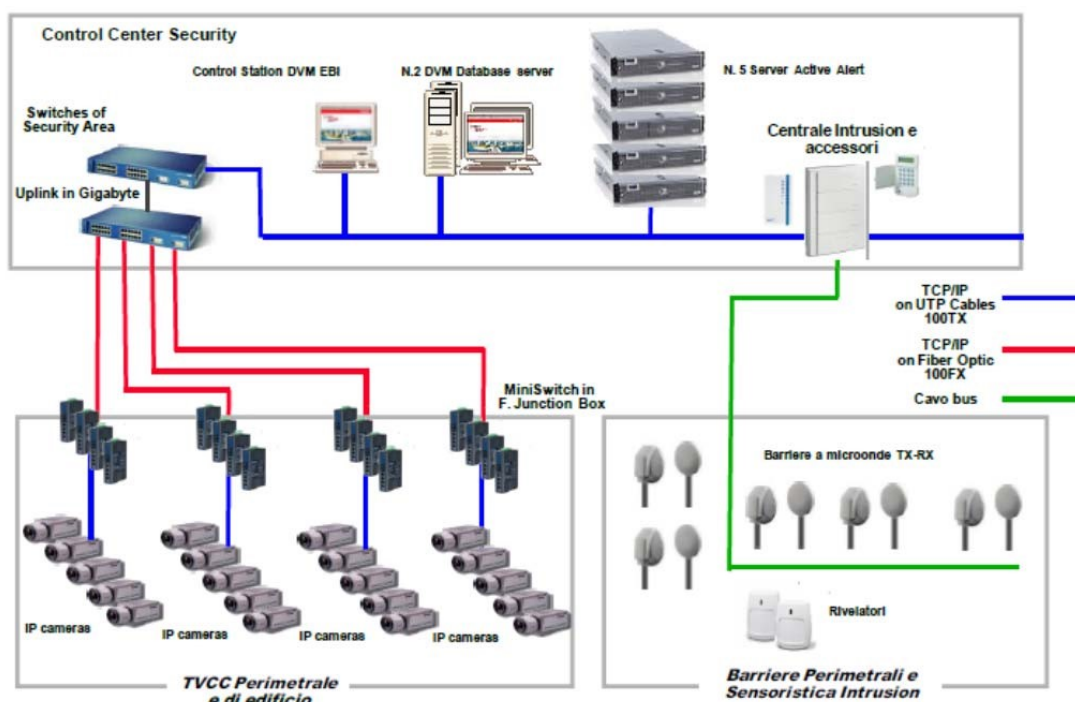 Control Center Security
Control Station DVM EBI
N.2 DVM Database server
N. 5 Server Active Alert
Switches of
Security Area
Centrale Intrusion e
accessori
Uplink in Gigabyte
TCP/IP
on UTP Cables
100TX
TCP/IP
on Fiber Optic
100FX
Cavo bus
MiniSwitch in
F. Junction Box
Barriere a microonde TX-RX
Rivelatori
IP cameras
IP cameras
IP cameras
IP cameras
TVCC Perimetrale
e di edificio
Barriere Perimetrali e
Sensoristica Intrusion